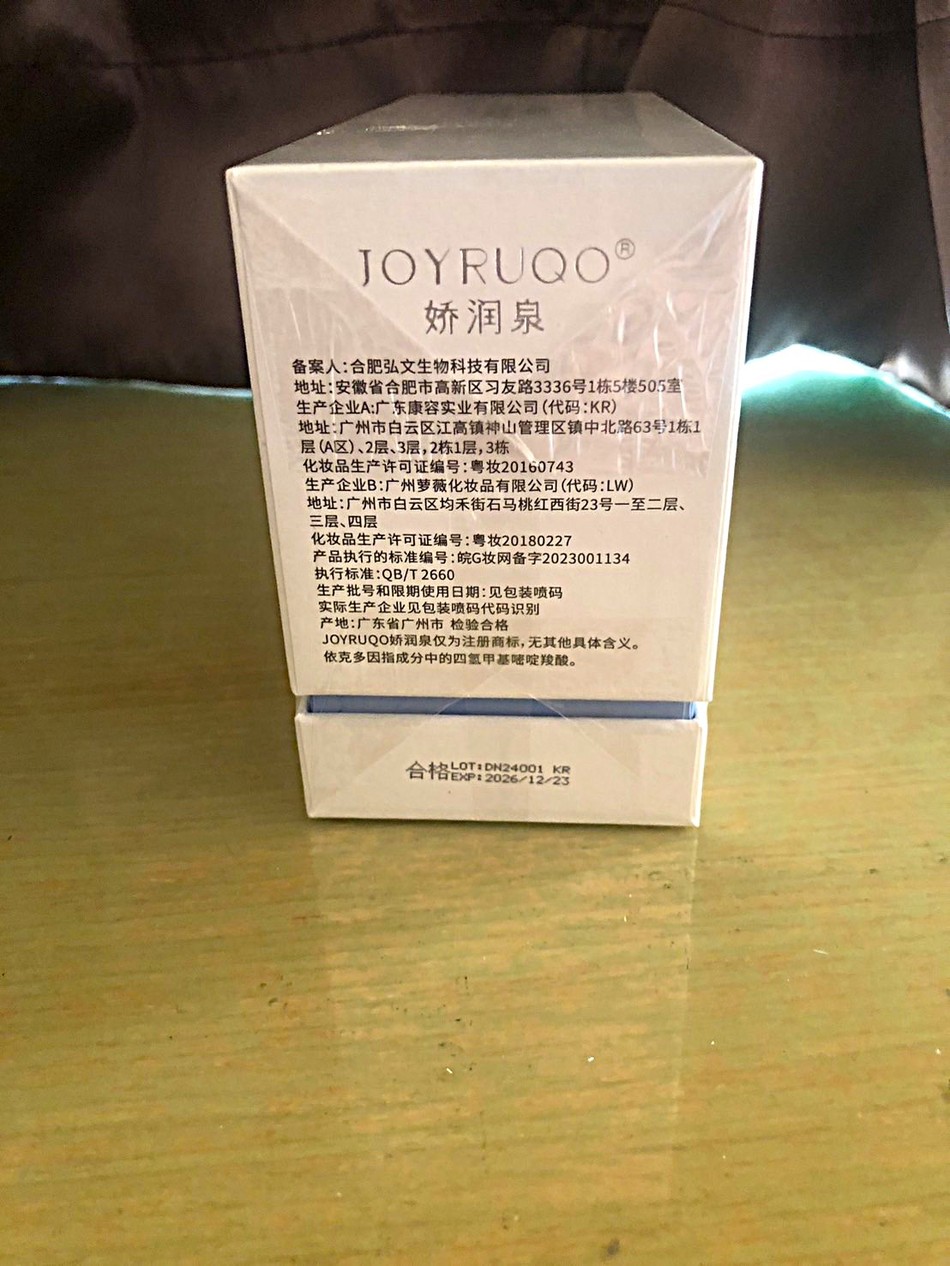 JOYRUQO®
娇润泉
备案人:合肥弘文生物科技有限公司
地址:安徽省合肥市高新区习友路3336号1栋5楼505室
生产企业A:广东康容实业有限公司(代码:KR)
地址:广州市白云区江高镇神山管理区镇中北路63号1栋1
层(A区)、2层、3层,2栋1层,3栋
化妆品生产许可证编号:粤妆20160743
生产企业B:广州萝薇化妆品有限公司(代码:LW)
地址:广州市白云区均禾街石马桃红西街23号一至二层、
三层、四层
化妆品生产许可证编号:粤妆20180227
产品执行的标准编号:皖G妆网备字2023001134
执行标准:QB/T 2660
生产批号和限期使用日期:见包装喷码
实际生产企业见包装喷码代码识别
产地:广东省广州市 检验合格
JOYRUQO娇润泉仅为注册商标,无其他具体含义。
依克多因指成分中的四氢甲基嘧啶羧酸。
合格LOT:DN24001 KR
EXP:2026/12/23